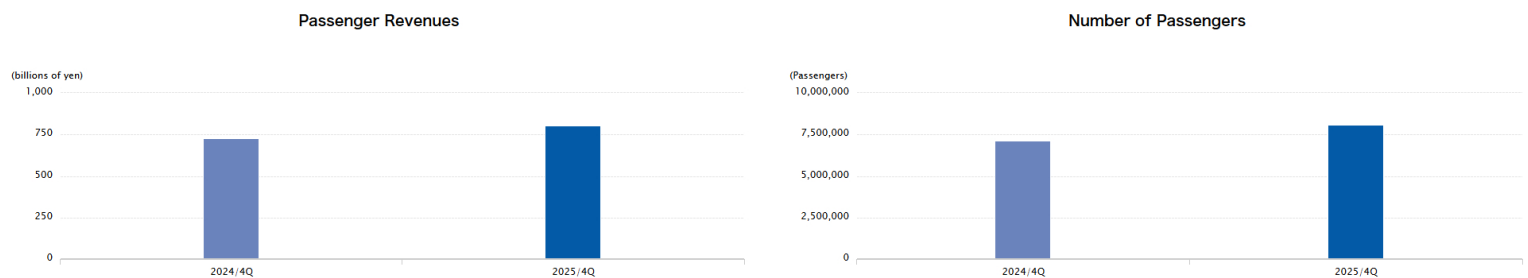 Passenger Revenues
(billions of yen)
1,000
750
500
250
0
2024/4Q
2025/4Q
Number of Passengers
(Passengers)
10,000,000
7,500,000
5,000,000
2,500,000
0
2024/4Q
2025/4Q